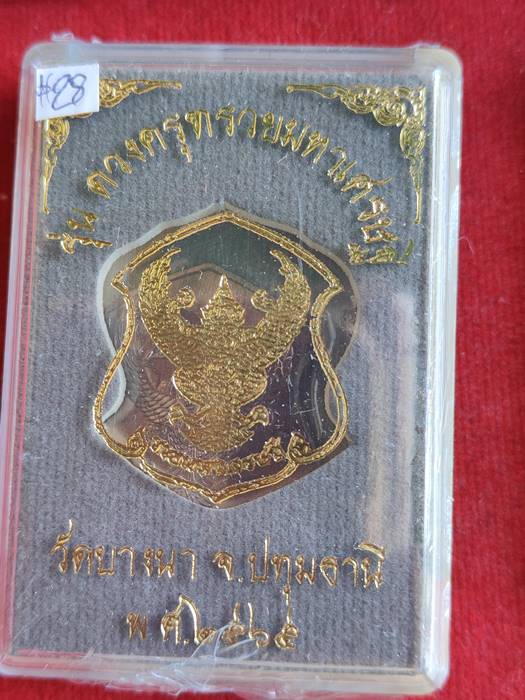 #28
รุ่น ดวงครุฑรวยมหาเศรษฐี
วัดบางนา จ.ปทุมธานี
พ.ศ.๒๕๖๕